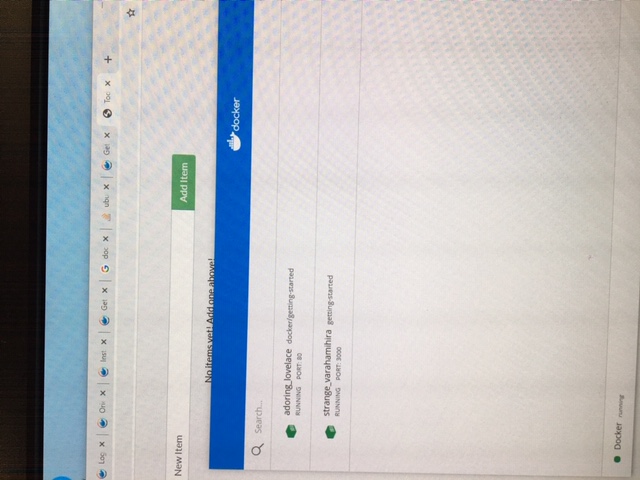 Log Ori Inst Get doc ubu Get Too
New Item Add Item
No items yet! Add one above!
docker
Search...
adoring_lovelace docker/getting-started
RUNNING PORT: 80
strange_varahamihira getting-started
RUNNING PORT: 3000
Docker running